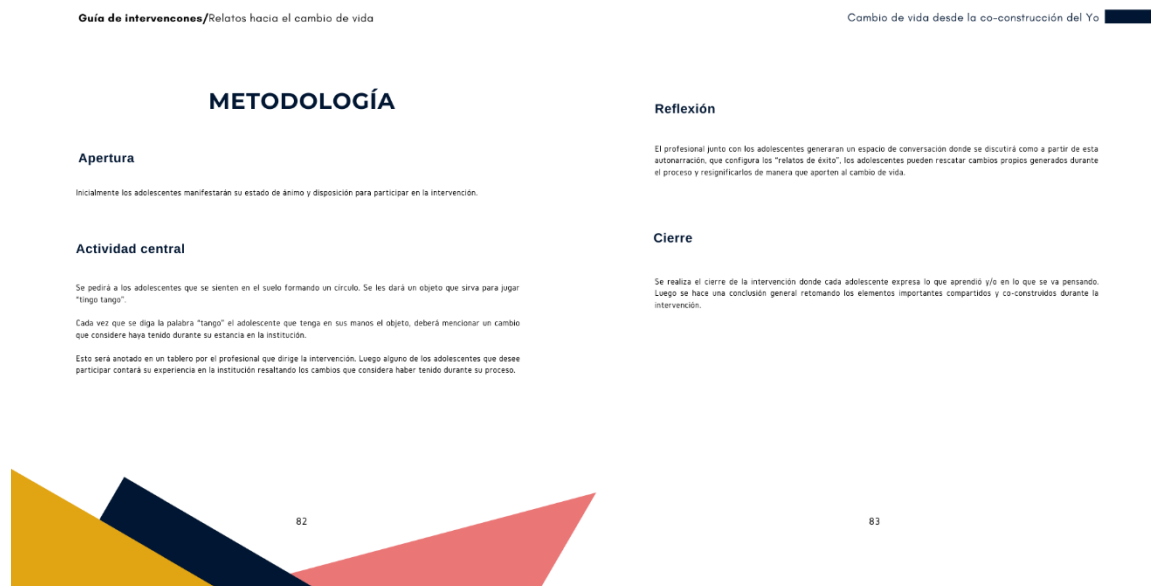 Guía de intervencones/Relatos hacia el cambio de vida
METODOLOGÍA
Apertura
Inicialmente los adolescentes manifestarán su estado de ánimo y disposición para participar en la intervención.
Actividad central
Se pedirá a los adolescentes que se sienten en el suelo formando un círculo. Se les dará un objeto que sirva para jugar
"tingo tango".
Cada vez que se diga la palabra "tango" el adolescente que tenga en sus manos el objeto, deberá mencionar un cambio
que considere haya tenido durante su estancia en la institución.
Esto será anotado en un tablero por el profesional que dirige la intervención. Luego alguno de los adolescentes que desee
participar contará su experiencia en la institución resaltando los cambios que considera haber tenido durante su proceso.
82
Cambio de vida desde la co-construcción del Yo
Reflexión
El profesional junto con los adolescentes generaran un espacio de conversación donde se discutirá como a partir de esta
autonarración, que configura los "relatos de éxito", los adolescentes pueden rescatar cambios propios generados durante
el proceso y resignificarlos de manera que aporten al cambio de vida.
Cierre
Se realiza el cierre de la intervención donde cada adolescente expresa lo que aprendió y/o en lo que se va pensando.
Luego se hace una conclusión general retomando los elementos importantes compartidos y co-construidos durante la
intervención.
83